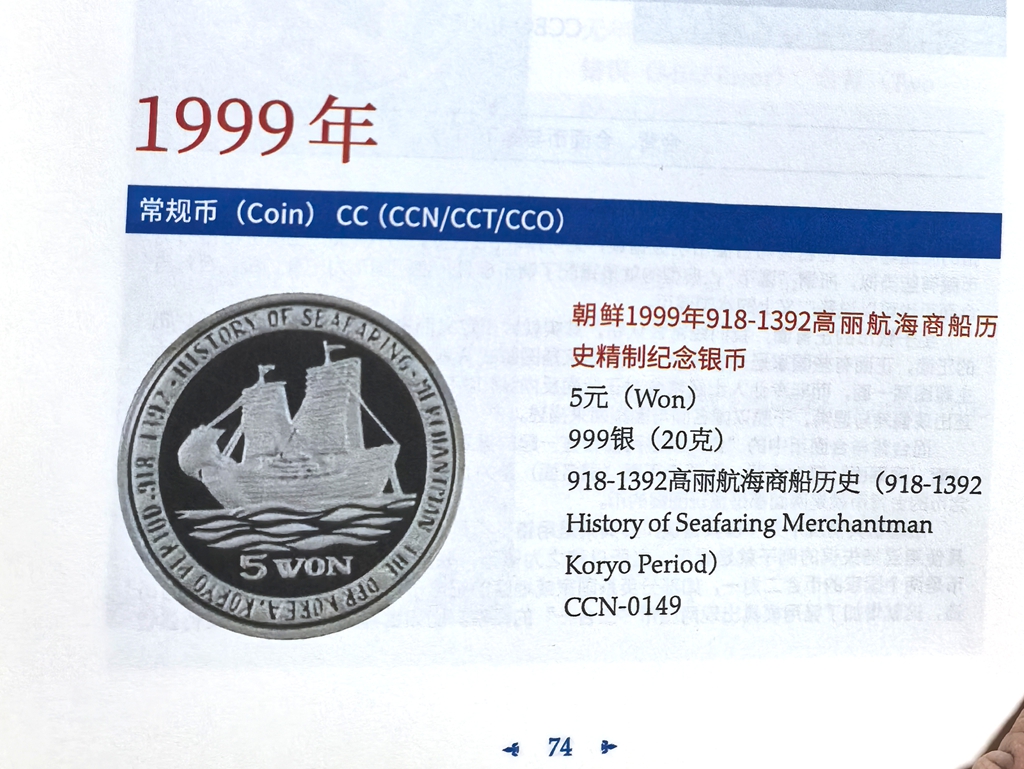 1999年
常规币（Coin） CC（CCN/CCT/CCO）
918-1392·HISTORY OF SEAFARING·MERCHANTMAN THE DPR KOREA. KORYO PERIOD·
5 WON
朝鲜1999年918-1392高丽航海商船历
史精制纪念银币
5元（Won）
999银（20克）
918-1392高丽航海商船历史（918-1392
History of Seafaring Merchantman
Koryo Period）
CCN-0149
74